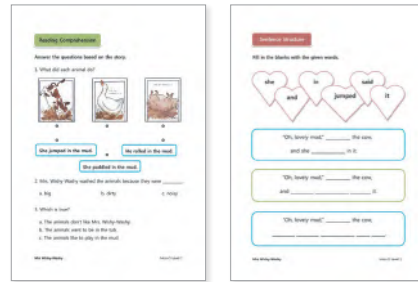 Reading Comprehension
Answer the questions based on the story.
1. What did each animal do?
She jumped in the mud.
He rolled in the mud.
She paddled in the mud.
2. Mrs. Wishy-Washy washed the animals because they were ______.
a. big
b. dirty
c. noisy
3. Which is true?
a. The animals don't like Mrs. Wishy-Washy.
b. The animals want to be in the tub.
c. The animals like to play in the mud.
Mrs Wishy-Washy
Sentence Structure
Fill in the blanks with the given words.
she
in
said
and
jumped
it
"Oh, lovely mud," ______ the cow,
and she ______ in it.
"Oh, lovely mud," ______ the cow,
and ______ ______ ______ it.
"Oh, lovely mud," ______ the cow,
______ ______ ______ ______ ______.
Mrs Wishy-Washy